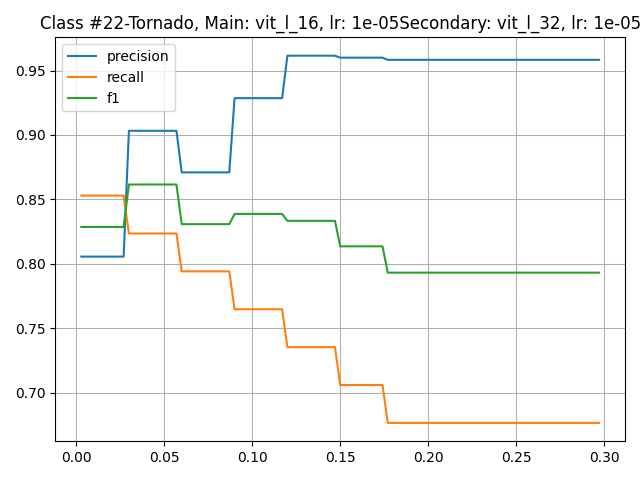 Class #22-Tornado, Main: vit_l_16, lr: 1e-05Secondary: vit_l_32, lr: 1e-05
precision
recall
f1
0.95
0.90
0.85
0.80
0.75
0.70
0.00 0.05 0.10 0.15 0.20 0.25 0.30